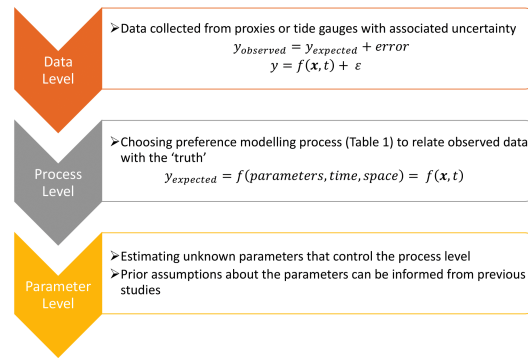 Data
Level
➢Data collected from proxies or tide gauges with associated uncertainty
y_observed = y_expected + error
y = f(x, t) + ε
Process
Level
➢Choosing preference modelling process (Table 1) to relate observed data
with the ‘truth’
y_expected = f(parameters, time, space) = f(x, t)
Parameter
Level
➢Estimating unknown parameters that control the process level
➢Prior assumptions about the parameters can be informed from previous
studies